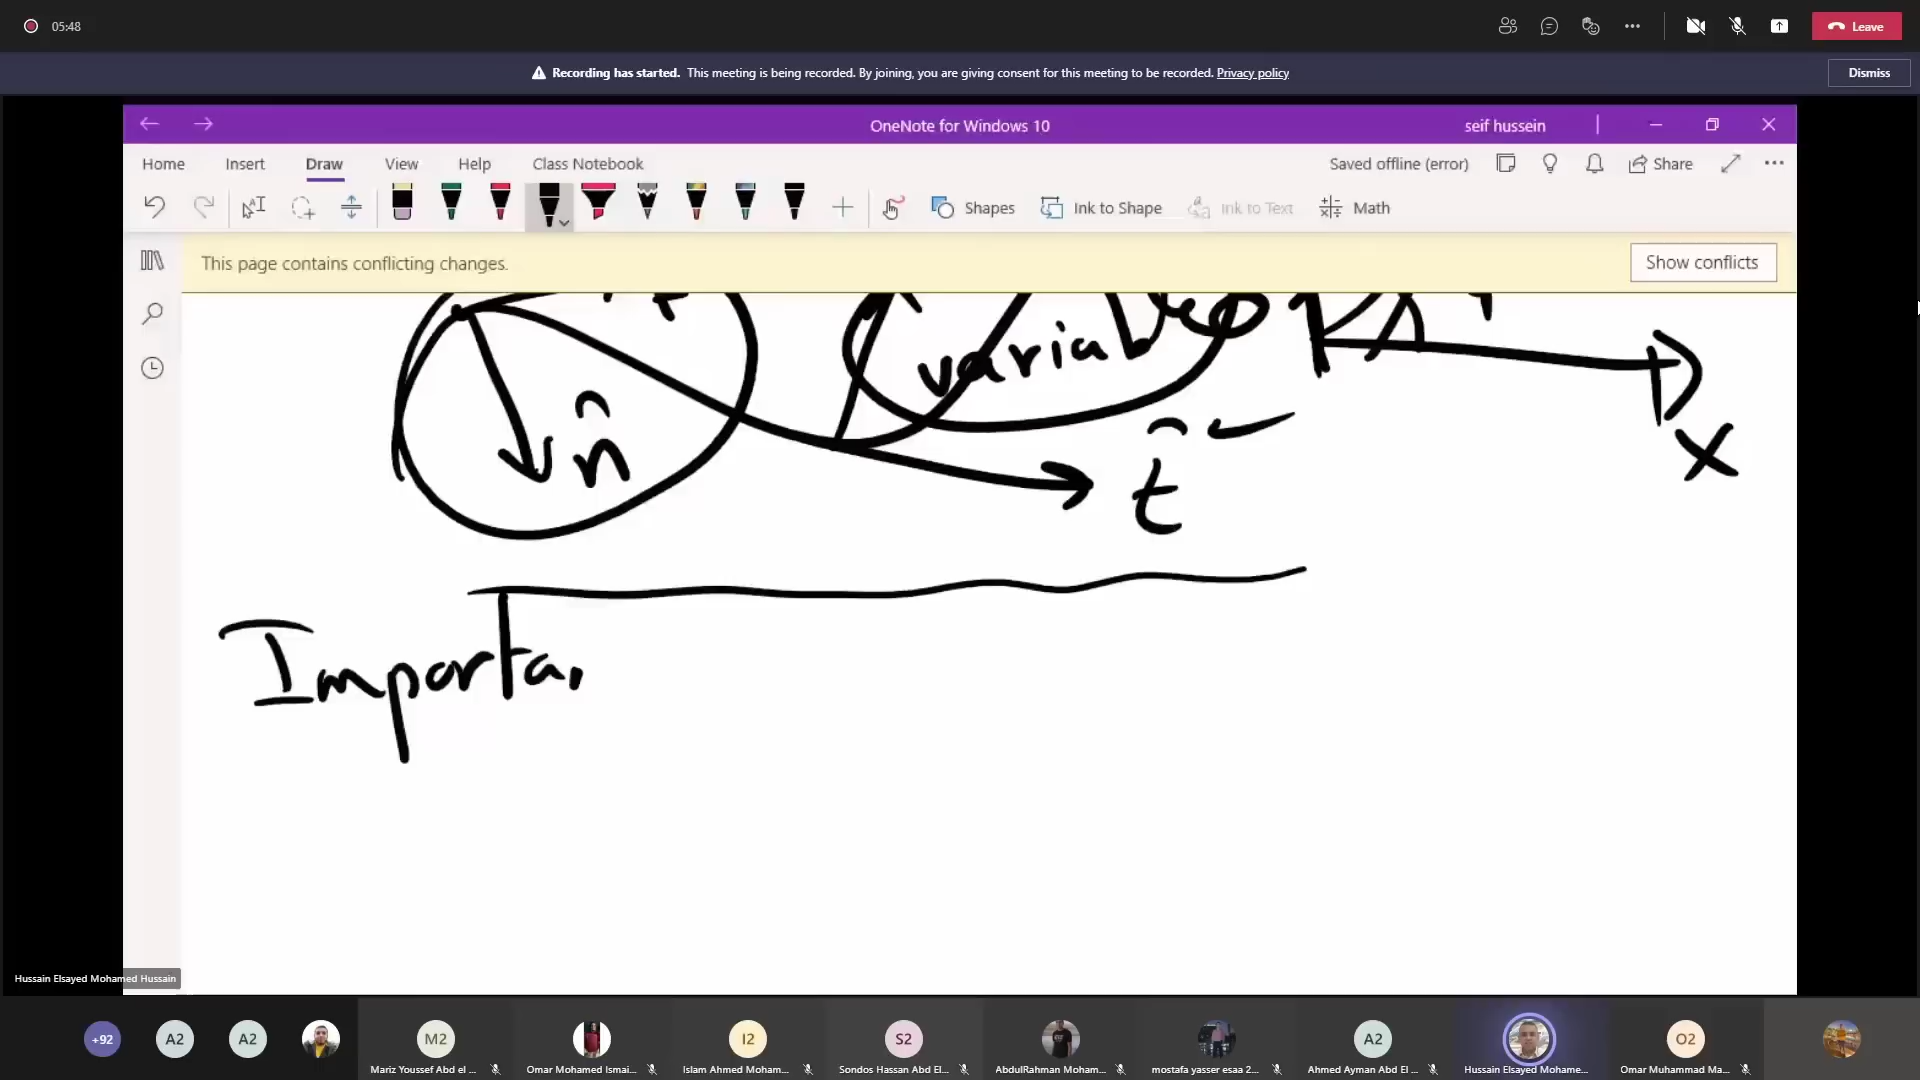 05:48
Leave
Recording has started. This meeting is being recorded. By joining, you are giving consent for this meeting to be recorded. Privacy policy
Dismiss
OneNote for Windows 10
seif hussein
Home Insert Draw View Help Class Notebook
Saved offline (error)
Share
Shapes
Ink to Shape
Ink to Text
Math
This page contains conflicting changes.
Show conflicts
variable
n̂
t̂
x
Importa
Hussain Elsayed Mohamed Hussain
+92
A2
A2
M2
I2
S2
A2
O2
Mariz Youssef Abd el ...
Omar Mohamed Ismai...
Islam Ahmed Moham...
Sondos Hassan Abd El...
AbdulRahman Moham...
mostafa yasser esaa 2...
Ahmed Ayman Abd El ...
Hussain Elsayed Mohame...
Omar Muhammad Ma...